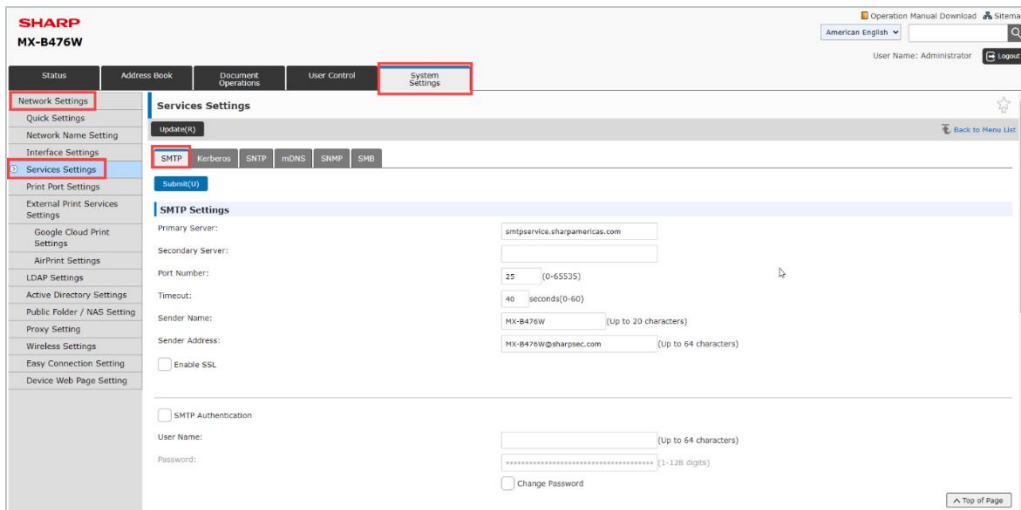 Operation Manual Download Sitema
SHARP
MX-B476W
American English
User Name: Administrator Logout
Status Address Book Document Operations User Control System Settings
Network Settings
Quick Settings
Network Name Setting
Interface Settings
Services Settings
Print Port Settings
External Print Services
Settings
Google Cloud Print
Settings
AirPrint Settings
LDAP Settings
Active Directory Settings
Public Folder / NAS Setting
Proxy Setting
Wireless Settings
Easy Connection Setting
Device Web Page Setting
Services Settings
Update(R) Back to Menu List
SMTP Kerberos SNTP mDNS SNMP SMB
Submit(U)
SMTP Settings
Primary Server: smtpservice.sharpamericas.com
Secondary Server:
Port Number: 25 (0-65535)
Timeout: 40 seconds(0-60)
Sender Name: MX-B476W (Up to 20 characters)
Sender Address: MX-B476W@sharpsec.com (Up to 64 characters)
Enable SSL
SMTP Authentication
User Name: (Up to 64 characters)
Password: (1-128 digits)
Change Password
Top of Page